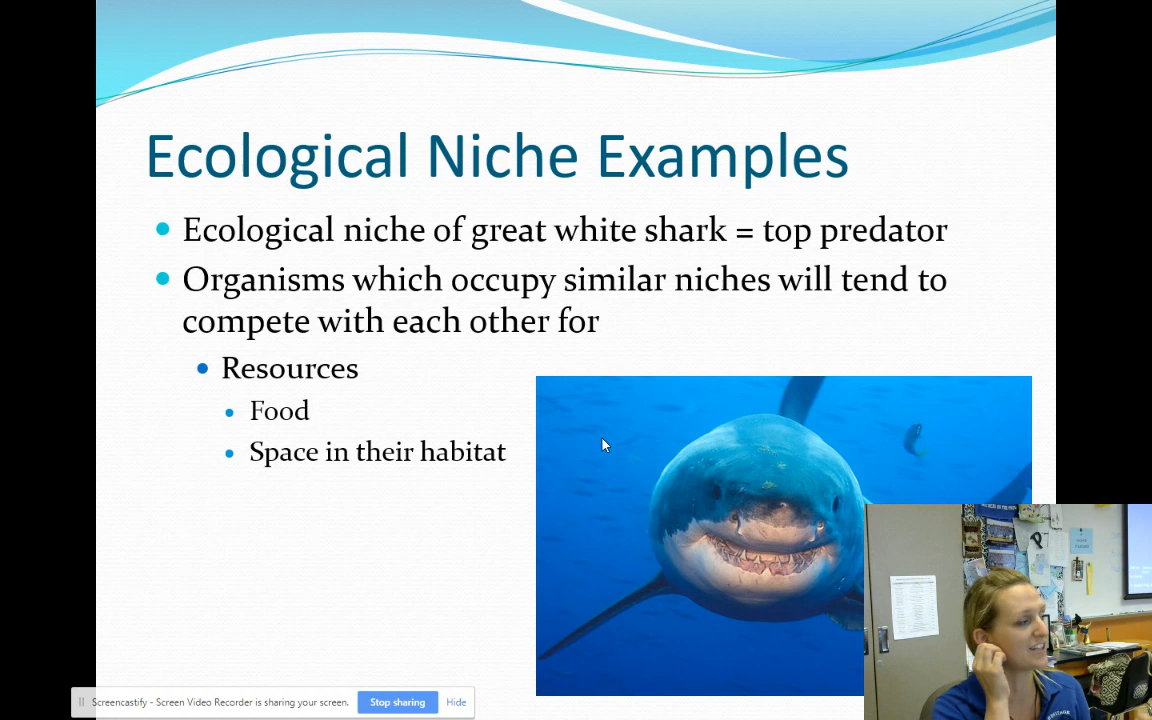 Ecological Niche Examples
Ecological niche of great white shark = top predator
Organisms which occupy similar niches will tend to
compete with each other for
Resources
Food
Space in their habitat
Screencastify - Screen Video Recorder is sharing your screen. Stop sharing Hide
P